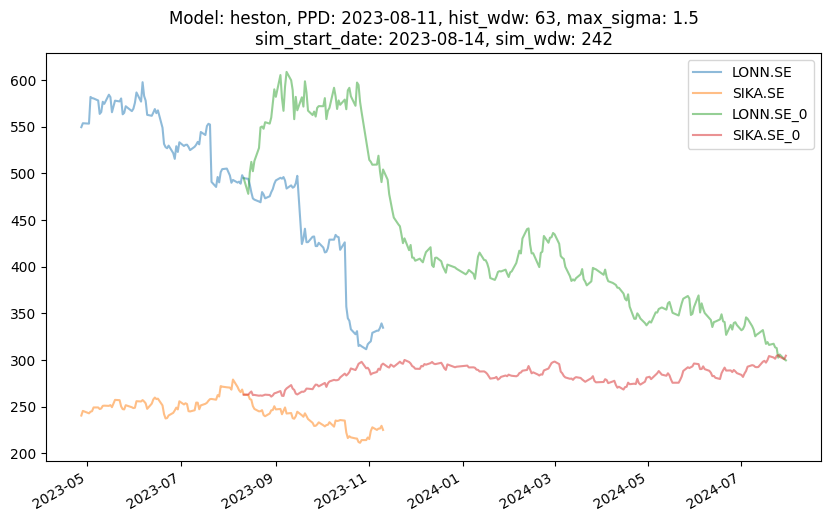 Model: heston, PPD: 2023-08-11, hist_wdw: 63, max_sigma: 1.5
sim_start_date: 2023-08-14, sim_wdw: 242
LONN.SE
SIKA.SE
LONN.SE_0
SIKA.SE_0
600
550
500
450
400
350
300
250
200
2023-05
2023-07
2023-09
2023-11
2024-01
2024-03
2024-05
2024-07